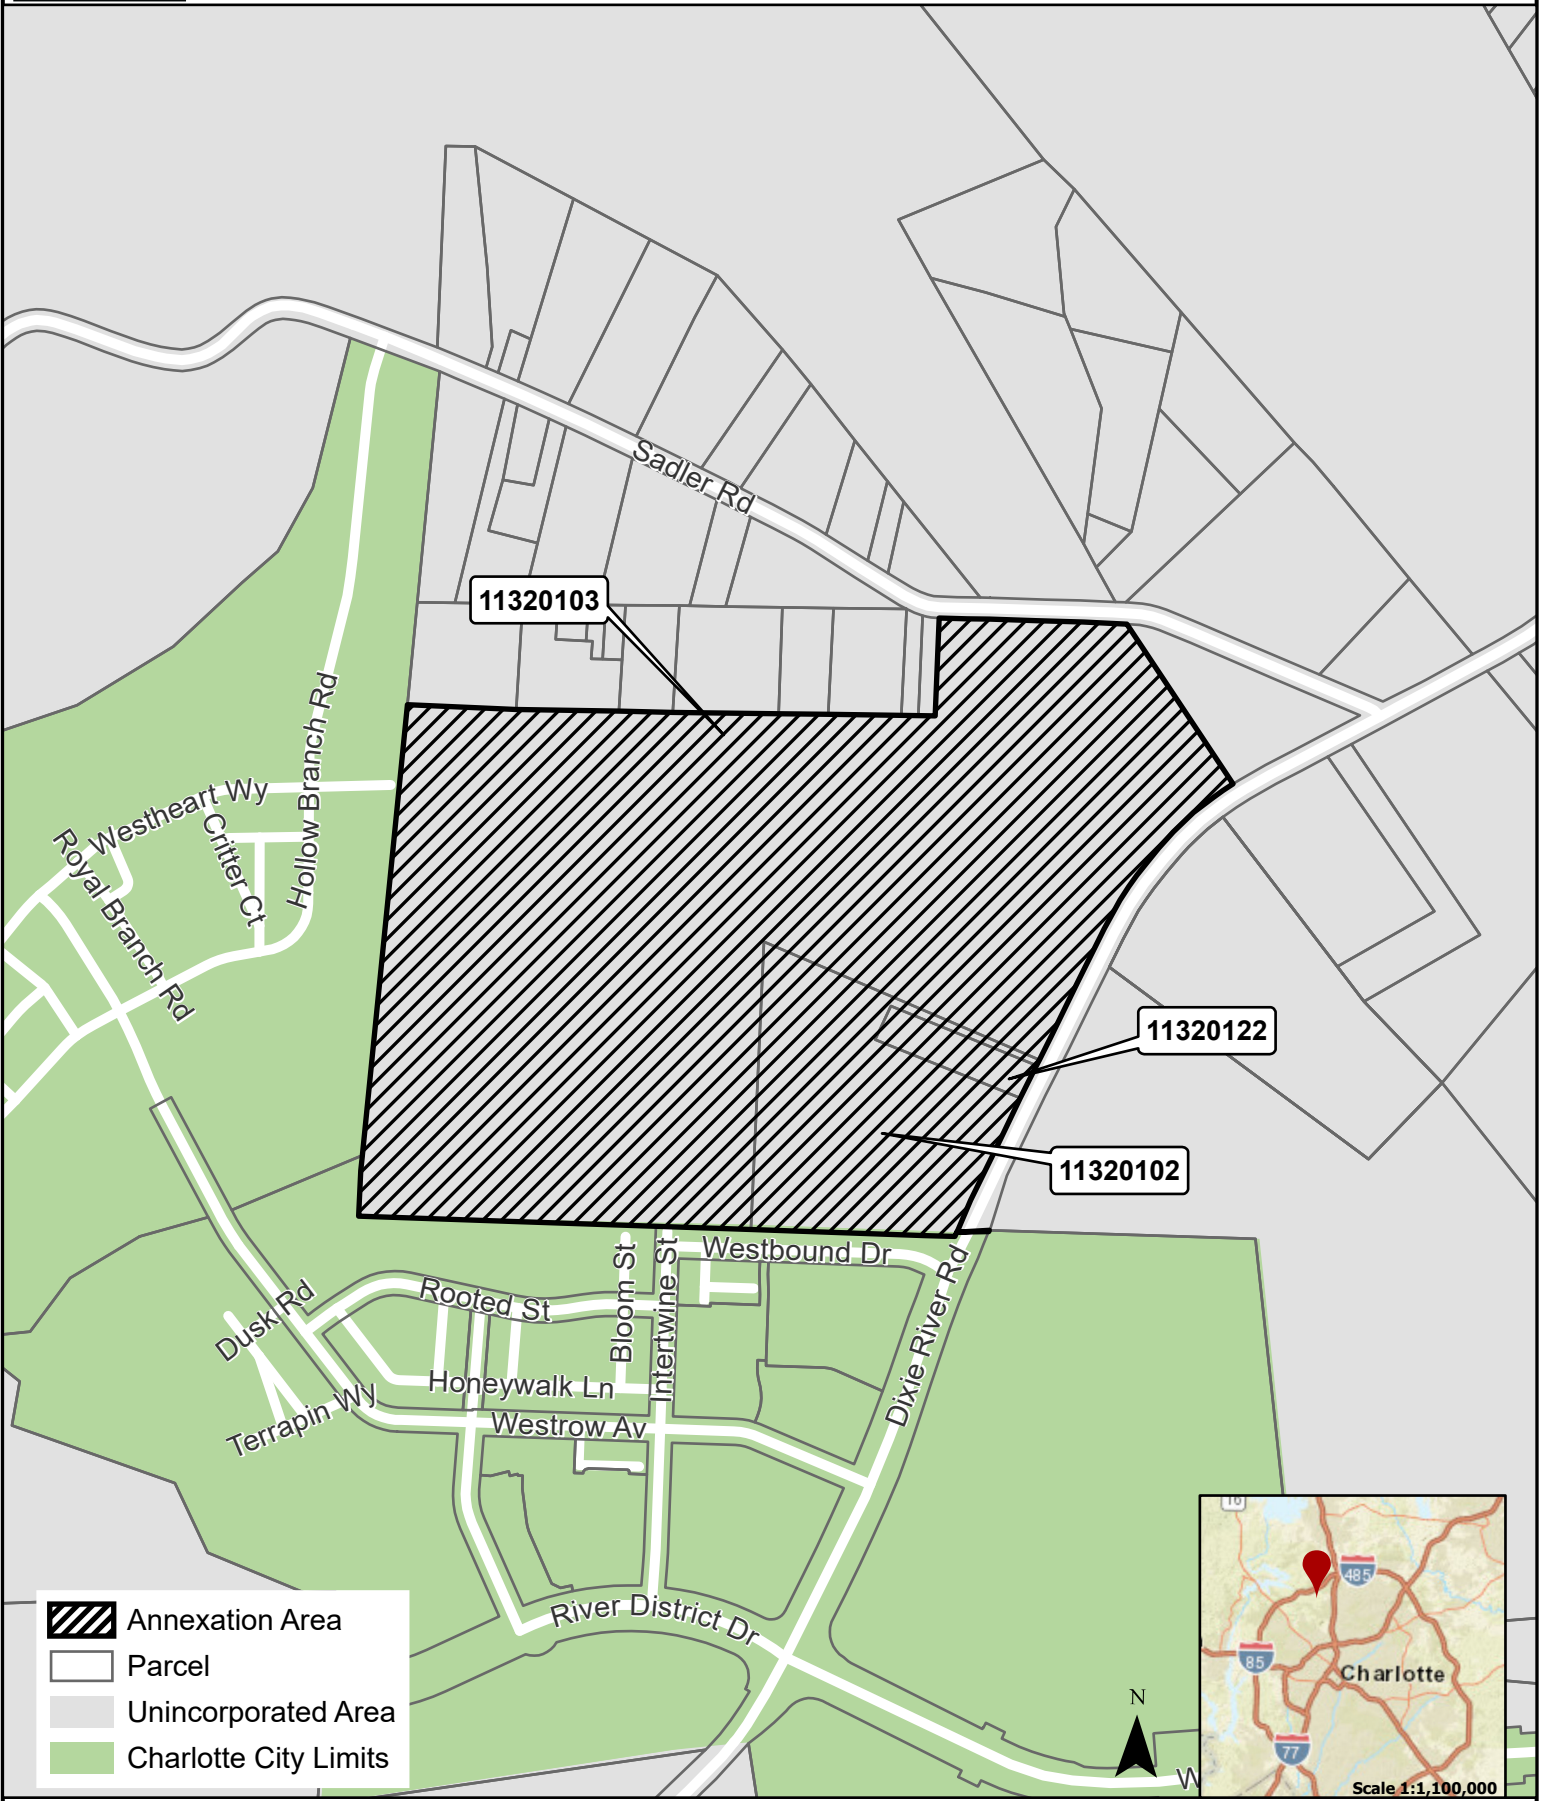 Sadler Rd
11320103
Hollow Branch Rd
Westheart Wy
Critter Ct
Royal Branch Rd
11320122
11320102
Westbound Dr
Rooted St
Bloom St
Intertwine St
Dusk Rd
Dixie River Rd
Honeywalk Ln
Terrapin Wy
Westrow Av
River District Dr
Annexation Area
Parcel
Unincorporated Area
Charlotte City Limits
N
W
16
485
85
Charlotte
77
Scale 1:1,100,000